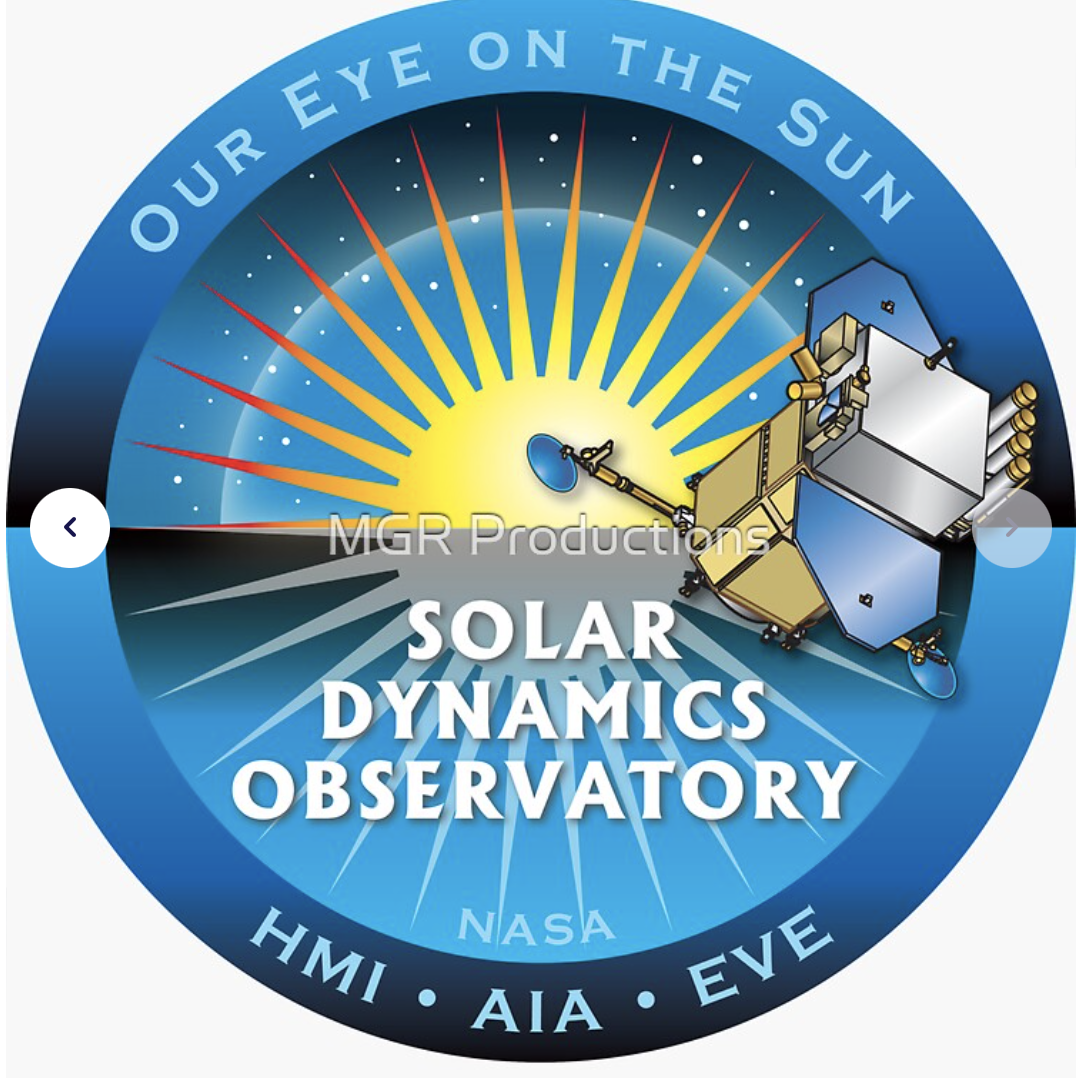 OUR EYE ON THE SUN
MGR Productions
SOLAR
DYNAMICS
OBSERVATORY
NASA
HMI • AIA • EVE